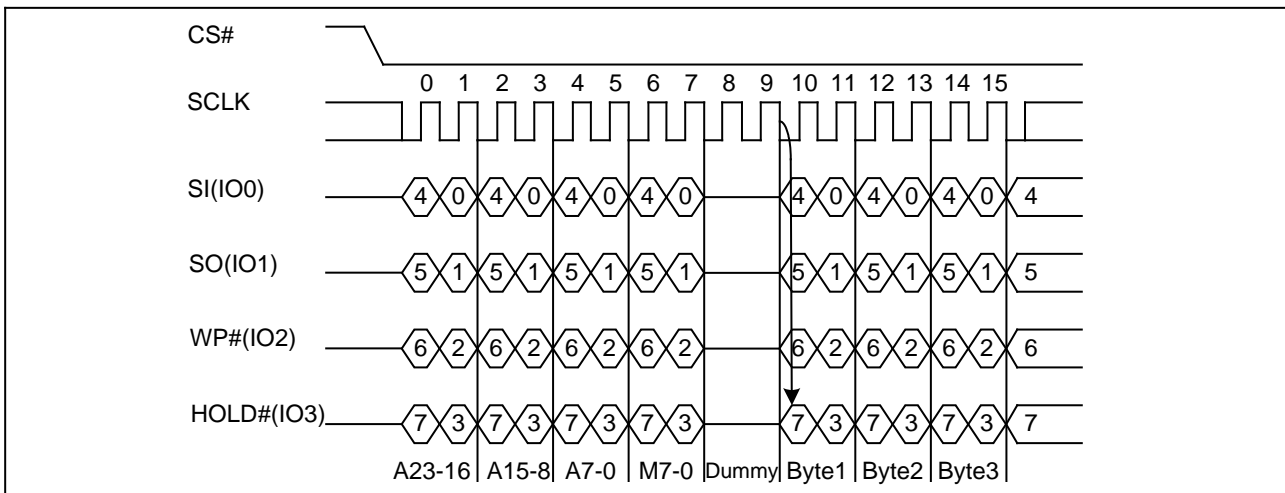 CS#
0 1 2 3 4 5 6 7 8 9 10 11 12 13 14 15
SCLK
SI(IO0) 4 0 4 0 4 0 4 0 4 0 4 0 4 0 4
SO(IO1) 5 1 5 1 5 1 5 1 5 1 5 1 5 1 5
WP#(IO2) 6 2 6 2 6 2 6 2 6 2 6 2 6 2 6
HOLD#(IO3) 7 3 7 3 7 3 7 3 7 3 7 3 7 3 7
A23-16 A15-8 A7-0 M7-0 Dummy Byte1 Byte2 Byte3